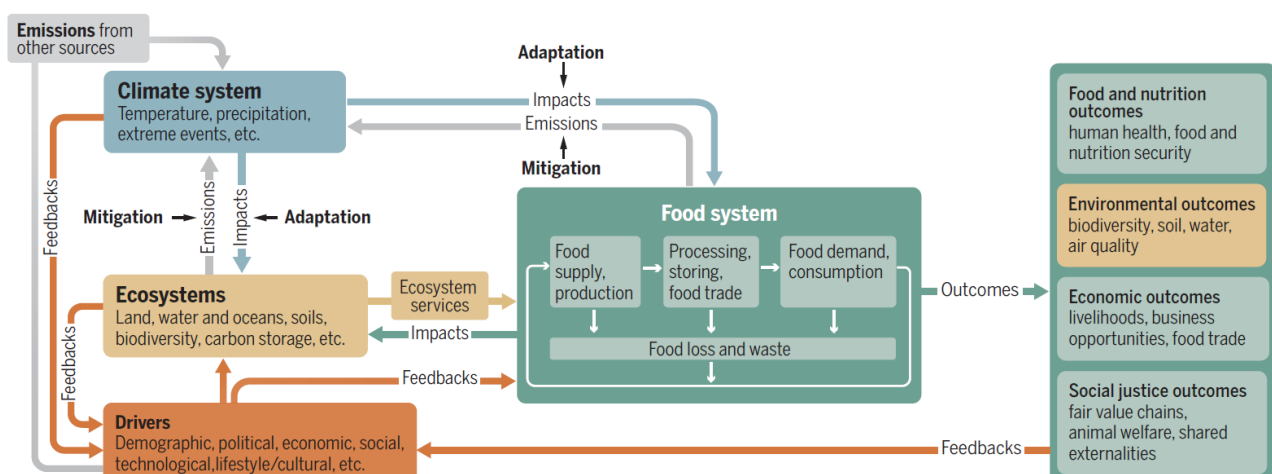 Emissions from
other sources
Climate system
Temperature, precipitation,
extreme events, etc.
Adaptation
Impacts
Emissions
Mitigation
Feedbacks
Mitigation
Emissions
Impacts
Adaptation
Ecosystems
Land, water and oceans, soils,
biodiversity, carbon storage, etc.
Ecosystem
services
Impacts
Feedbacks
Feedbacks
Drivers
Demographic, political, economic, social,
technological,lifestyle/cultural, etc.
Food system
Food
supply,
production
Processing,
storing,
food trade
Food demand,
consumption
Food loss and waste
Outcomes
Feedbacks
Food and nutrition
outcomes
human health, food and
nutrition security
Environmental outcomes
biodiversity, soil, water,
air quality
Economic outcomes
livelihoods, business
opportunities, food trade
Social justice outcomes
fair value chains,
animal welfare, shared
externalities